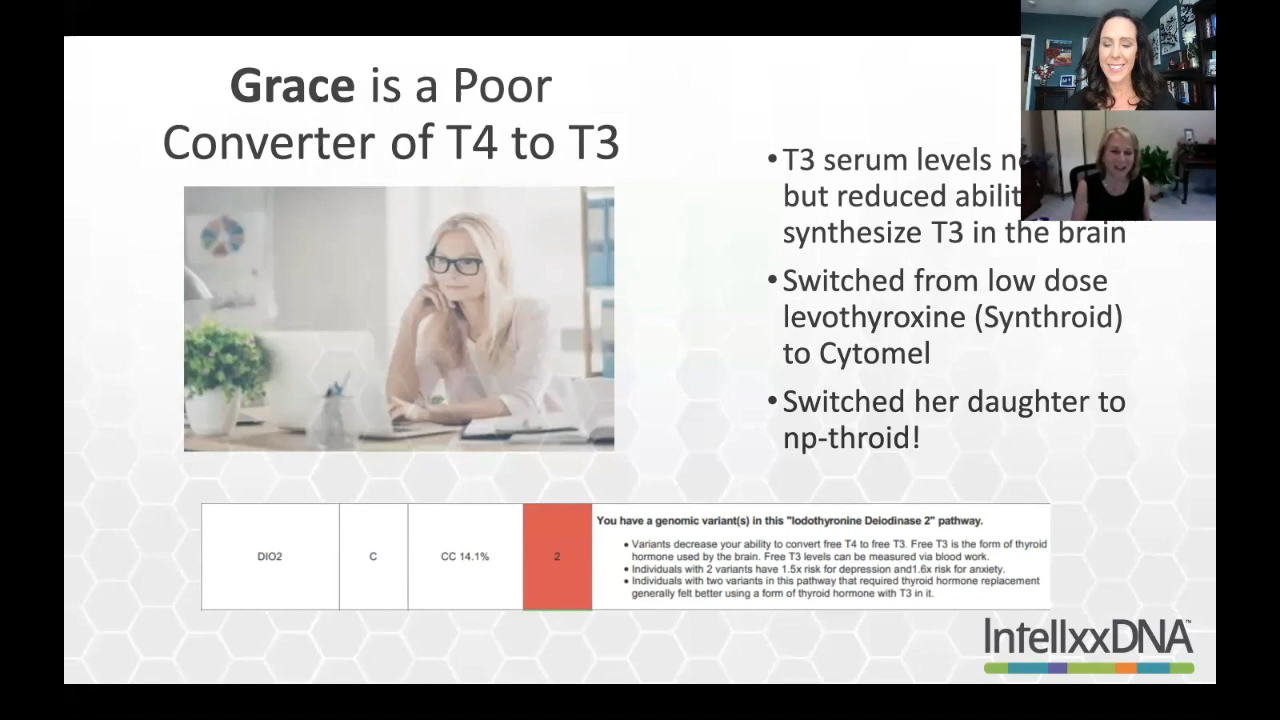 Grace is a Poor
Converter of T4 to T3
•T3 serum levels
but reduced
synthesize T3 in the brain
•Switched from low dose
levothyroxine (Synthroid)
to Cytomel
•Switched her daughter to
np-throid!
DIO2
C
CC 14.1%
2
You have a genomic variant(s) in this "Iodothyronine Deiodinase 2" pathway.
• Variants decrease your ability to convert free T4 to free T3. Free T3 is the form of thyroid
hormone used by the brain. Free T3 levels can be measured via blood work.
• Individuals with 2 variants have 1.5x risk for depression and1.6x risk for anxiety.
• Individuals with two variants in this pathway that required thyroid hormone replacement
generally felt better using a form of thyroid hormone with T3 in it.
IntellxxDNA™